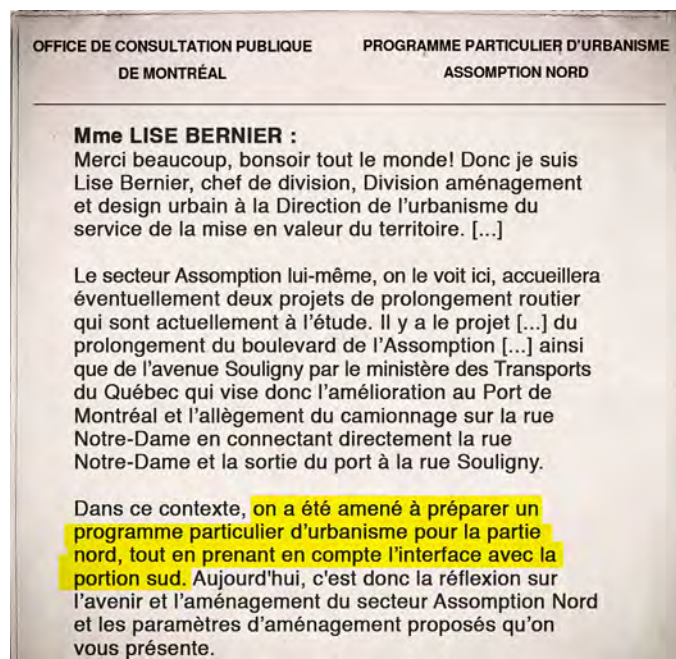 OFFICE DE CONSULTATION PUBLIQUE
DE MONTRÉAL
PROGRAMME PARTICULIER D'URBANISME
ASSOMPTION NORD
Mme LISE BERNIER :
Merci beaucoup, bonsoir tout le monde! Donc je suis
Lise Bernier, chef de division, Division aménagement
et design urbain à la Direction de l'urbanisme du
service de la mise en valeur du territoire. [...]
Le secteur Assomption lui-même, on le voit ici, accueillera
éventuellement deux projets de prolongement routier
qui sont actuellement à l'étude. Il y a le projet [...] du
prolongement du boulevard de l'Assomption [...] ainsi
que de l'avenue Souligny par le ministère des Transports
du Québec qui vise donc l'amélioration au Port de
Montréal et l'allègement du camionnage sur la rue
Notre-Dame en connectant directement la rue
Notre-Dame et la sortie du port à la rue Souligny.
Dans ce contexte, on a été amené à préparer un
programme particulier d'urbanisme pour la partie
nord, tout en prenant en compte l'interface avec la
portion sud. Aujourd'hui, c'est donc la réflexion sur
l'avenir et l'aménagement du secteur Assomption Nord
et les paramètres d'aménagement proposés qu'on
vous présente.